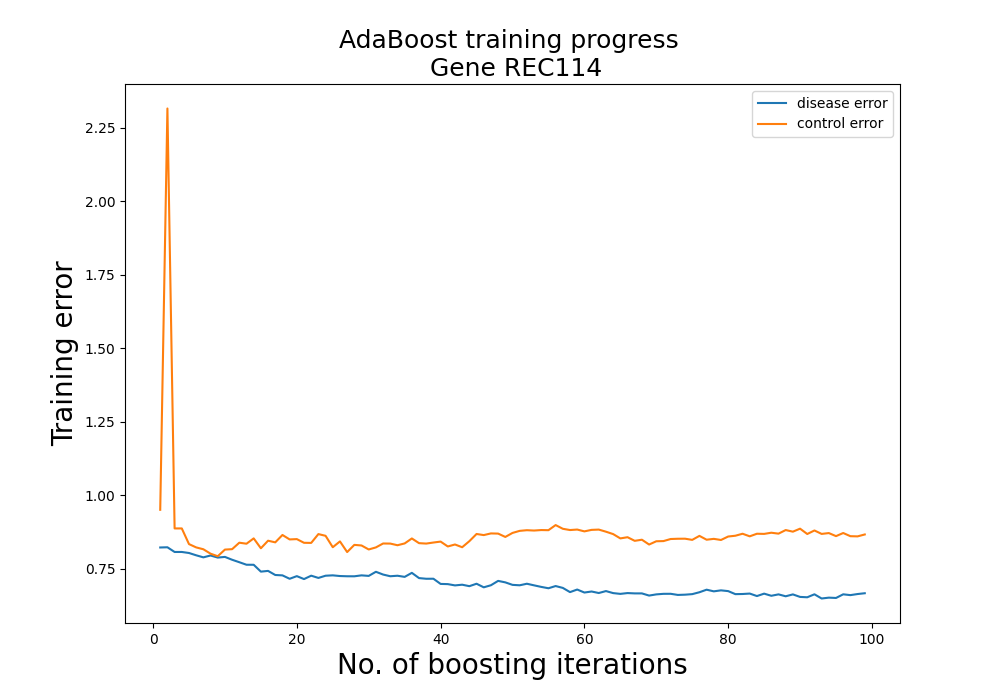 AdaBoost training progress
Gene REC114
disease error
control error
Training error
2.25
2.00
1.75
1.50
1.25
1.00
0.75
0
20
40
60
80
100
No. of boosting iterations